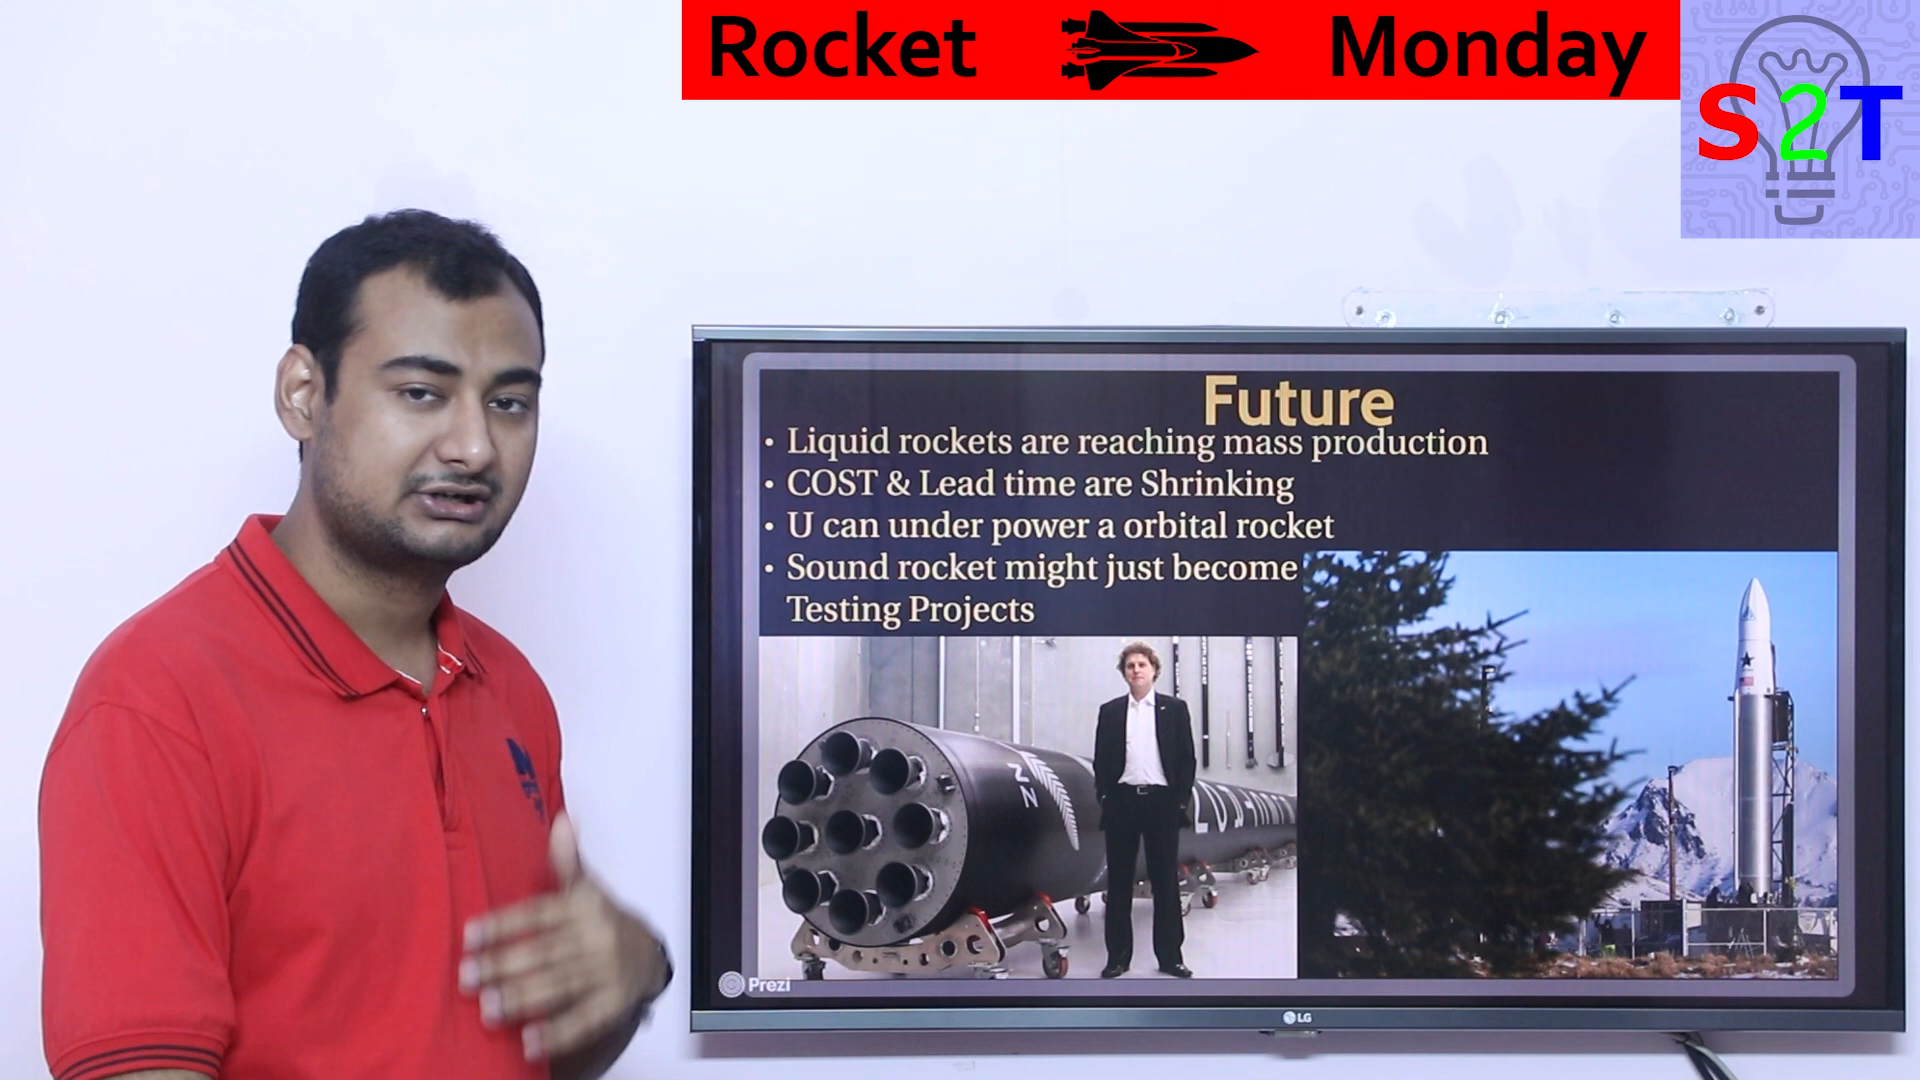 Rocket Monday
S2T
Future
• Liquid rockets are reaching mass production
• COST & Lead time are Shrinking
• U can under power a orbital rocket
• Sound rocket might just become
Testing Projects
Prezi
LG